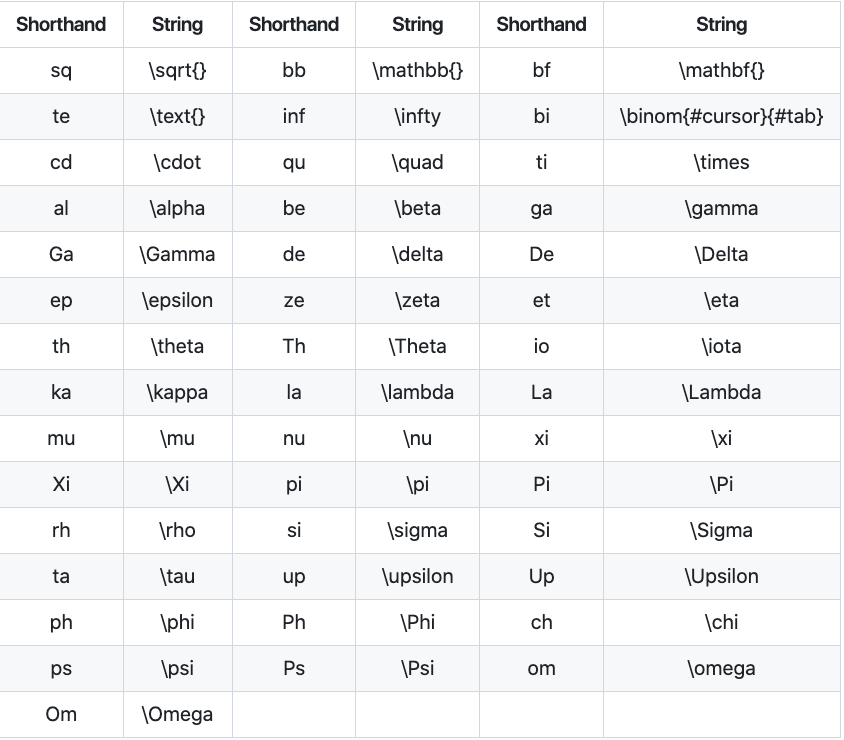 Shorthand String Shorthand String Shorthand String
sq \sqrt{} bb \mathbb{} bf \mathbf{}
te \text{} inf \infty bi \binom{#cursor}{#tab}
cd \cdot qu \quad ti \times
al \alpha be \beta ga \gamma
Ga \Gamma de \delta De \Delta
ep \epsilon ze \zeta et \eta
th \theta Th \Theta io \iota
ka \kappa la \lambda La \Lambda
mu \mu nu \nu xi \xi
Xi \Xi pi \pi Pi \Pi
rh \rho si \sigma Si \Sigma
ta \tau up \upsilon Up \Upsilon
ph \phi Ph \Phi ch \chi
ps \psi Ps \Psi om \omega
Om \Omega